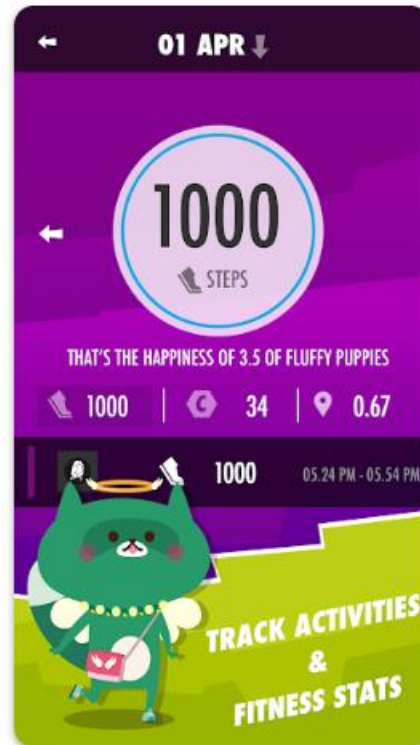 01 APR
1000
STEPS
THAT'S THE HAPPINESS OF 3.5 OF FLUFFY PUPPIES
1000 C 34 0.67
1000 05.24 PM - 05.54 PM
TRACK ACTIVITIES
&
FITNESS STATS